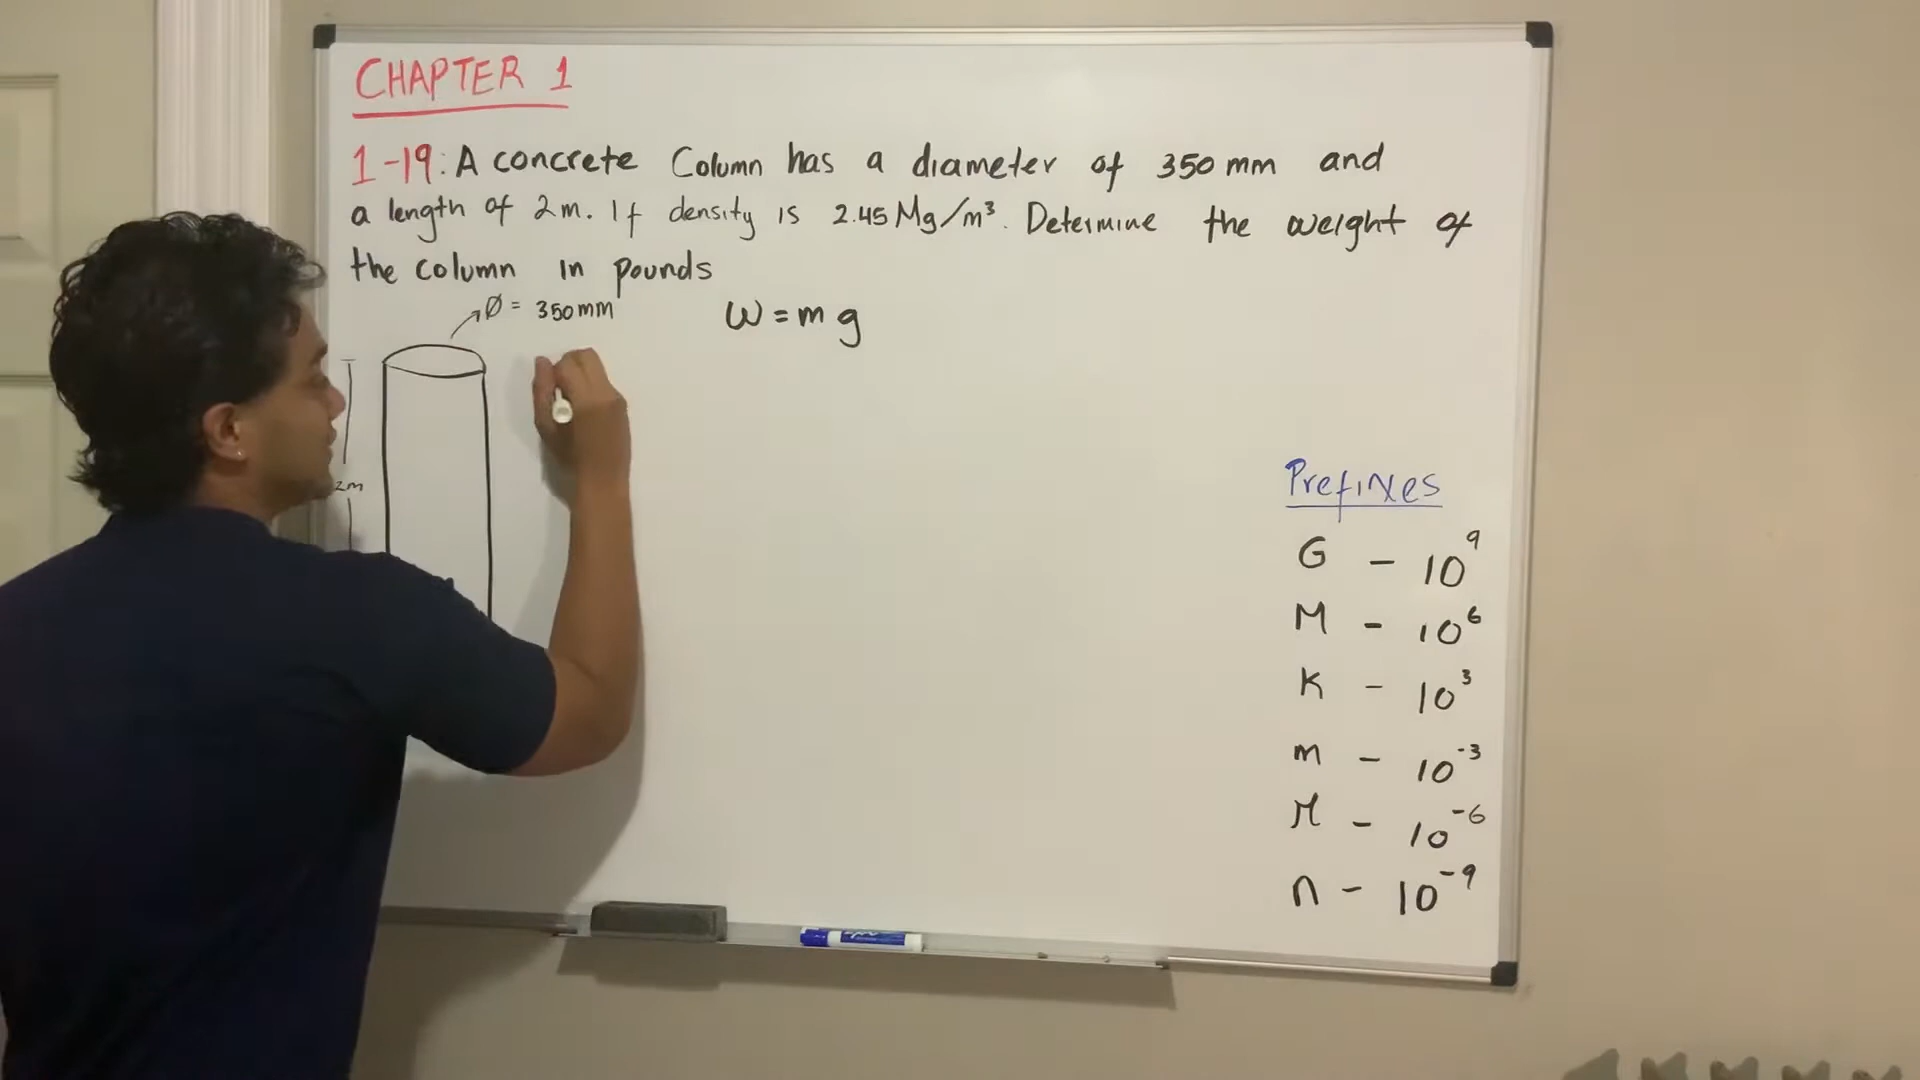 CHAPTER 1
1-19: A concrete Column has a diameter of 350 mm and
a length of 2m. If density is 2.45 Mg/m³. Determine the weight of
the column in pounds
Ø = 350mm
W = m g
2m
Prefixes
G - 10⁹
M - 10⁶
K - 10³
m - 10⁻³
μ - 10⁻⁶
n - 10⁻⁹